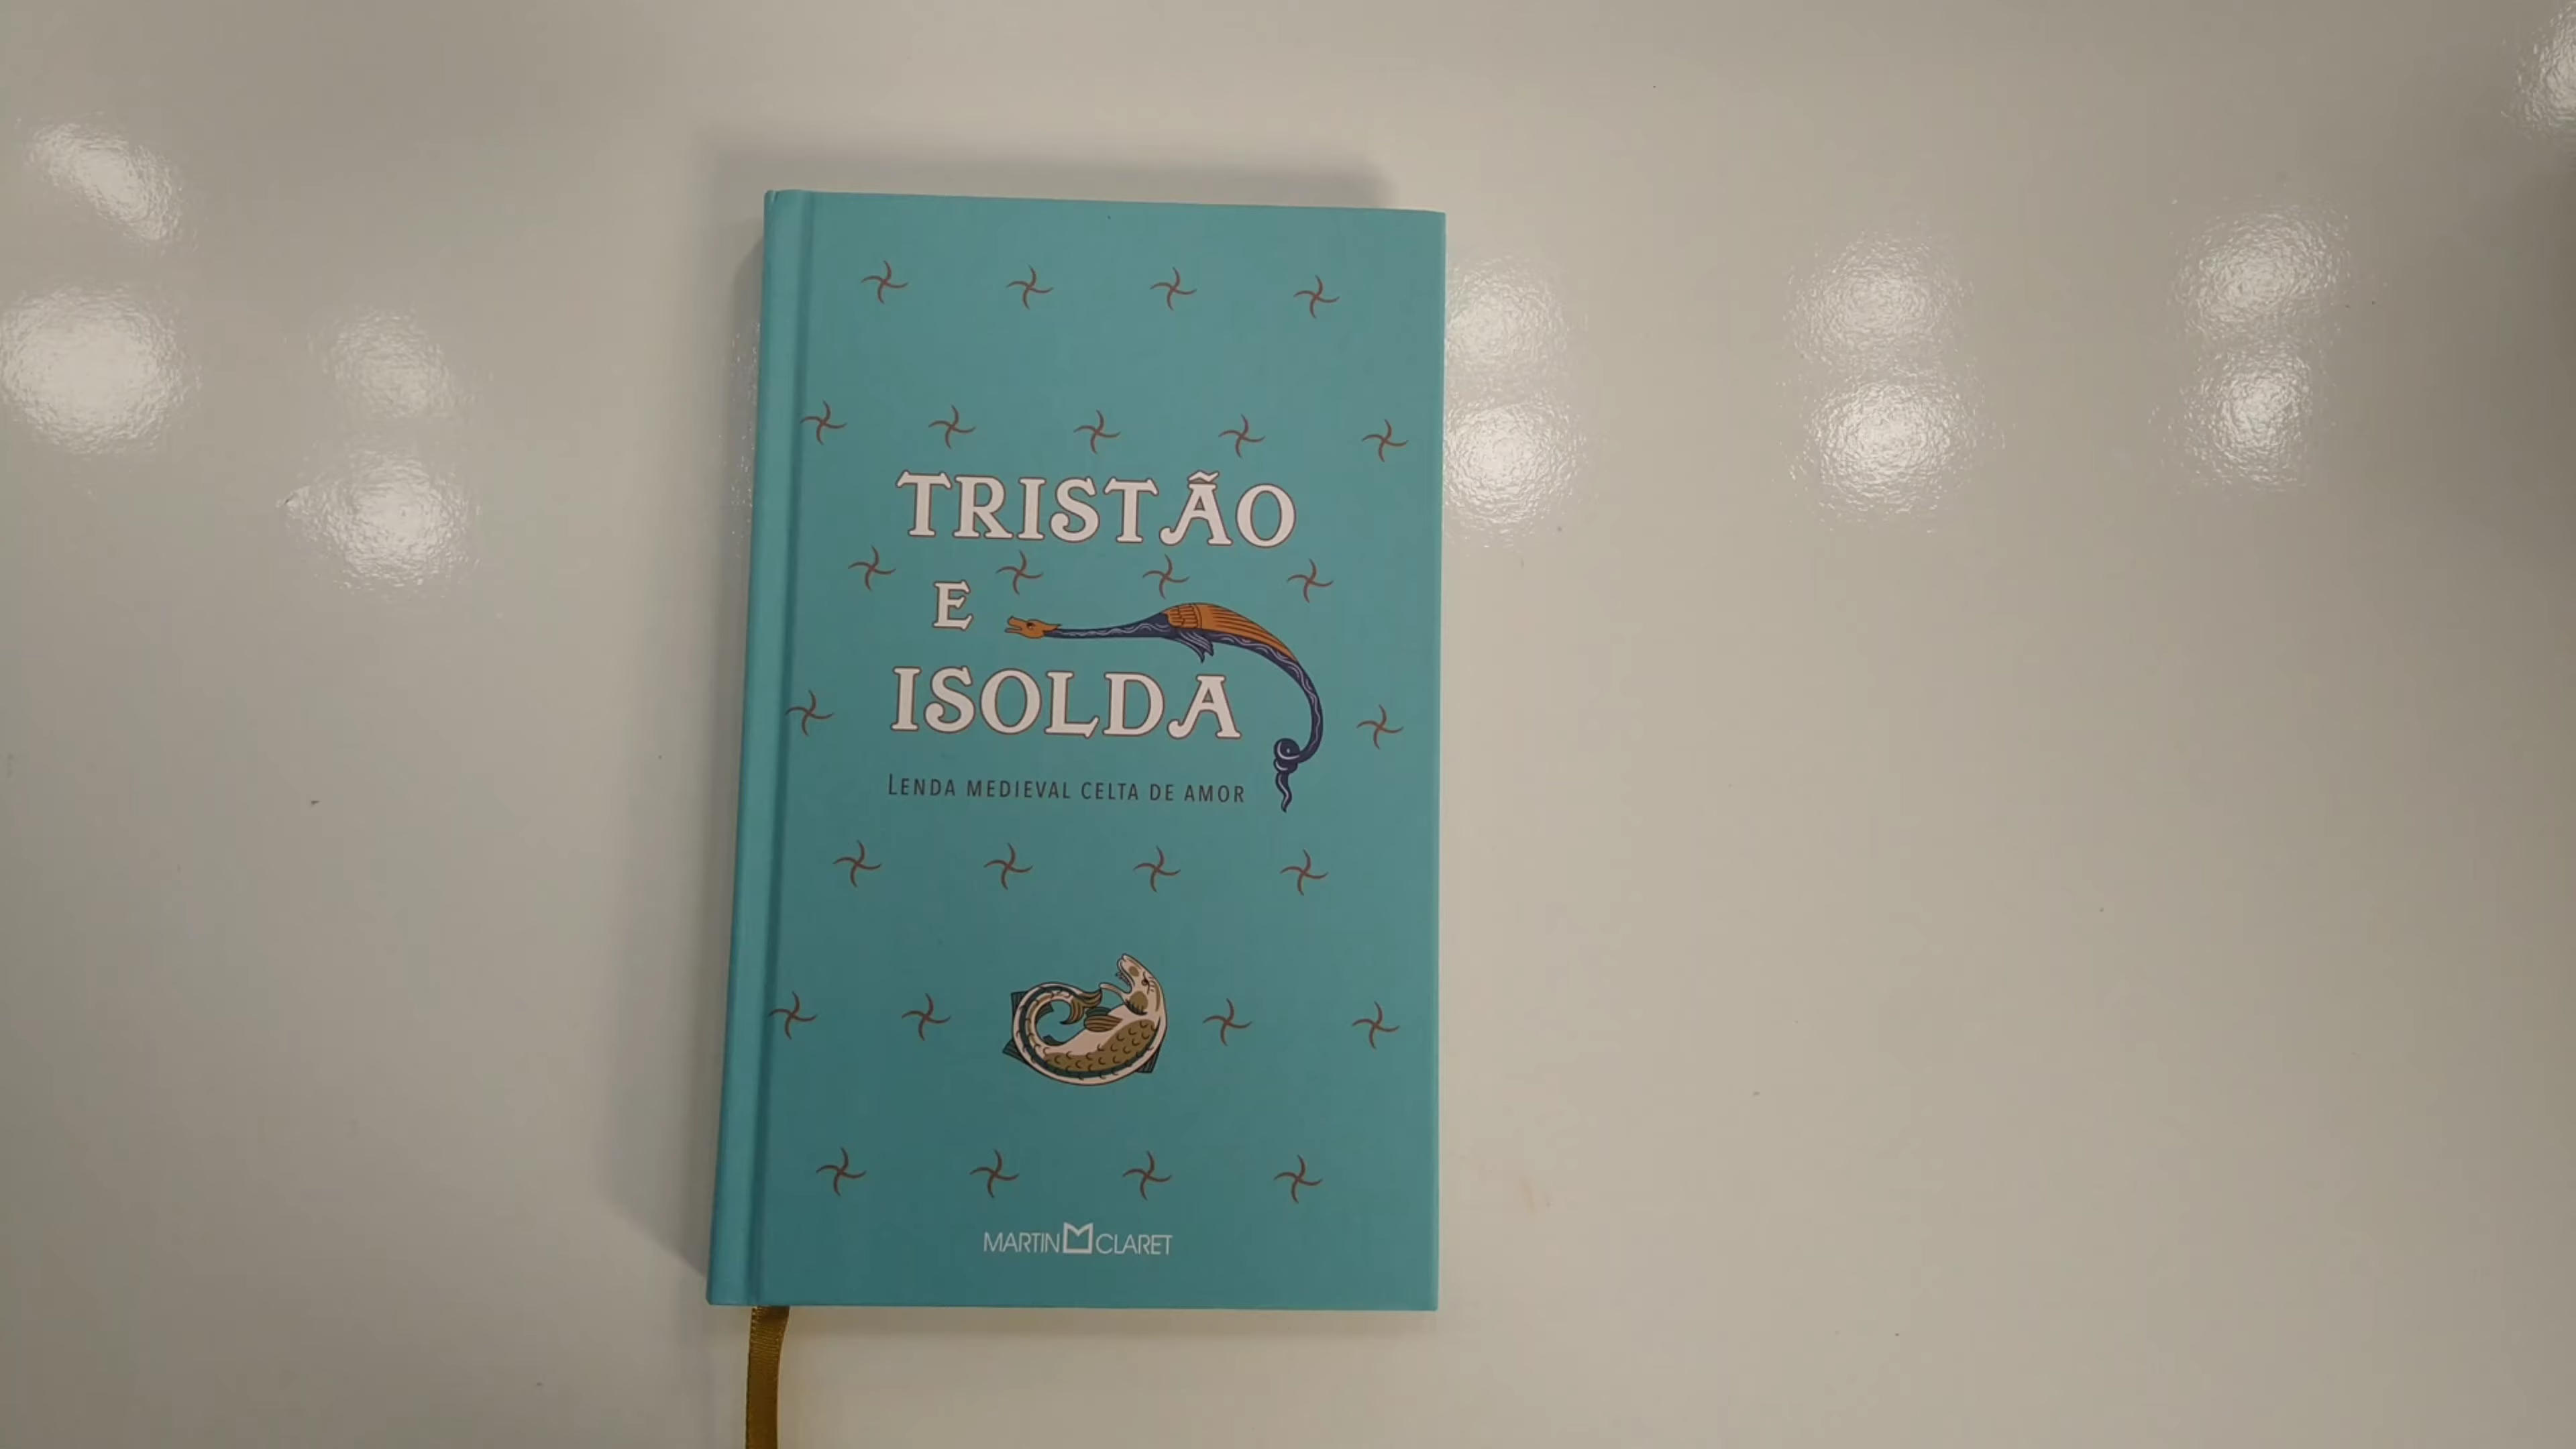 TRISTÃO
E
ISOLDA
LENDA MEDIEVAL CELTA DE AMOR
MARTIN CLARET